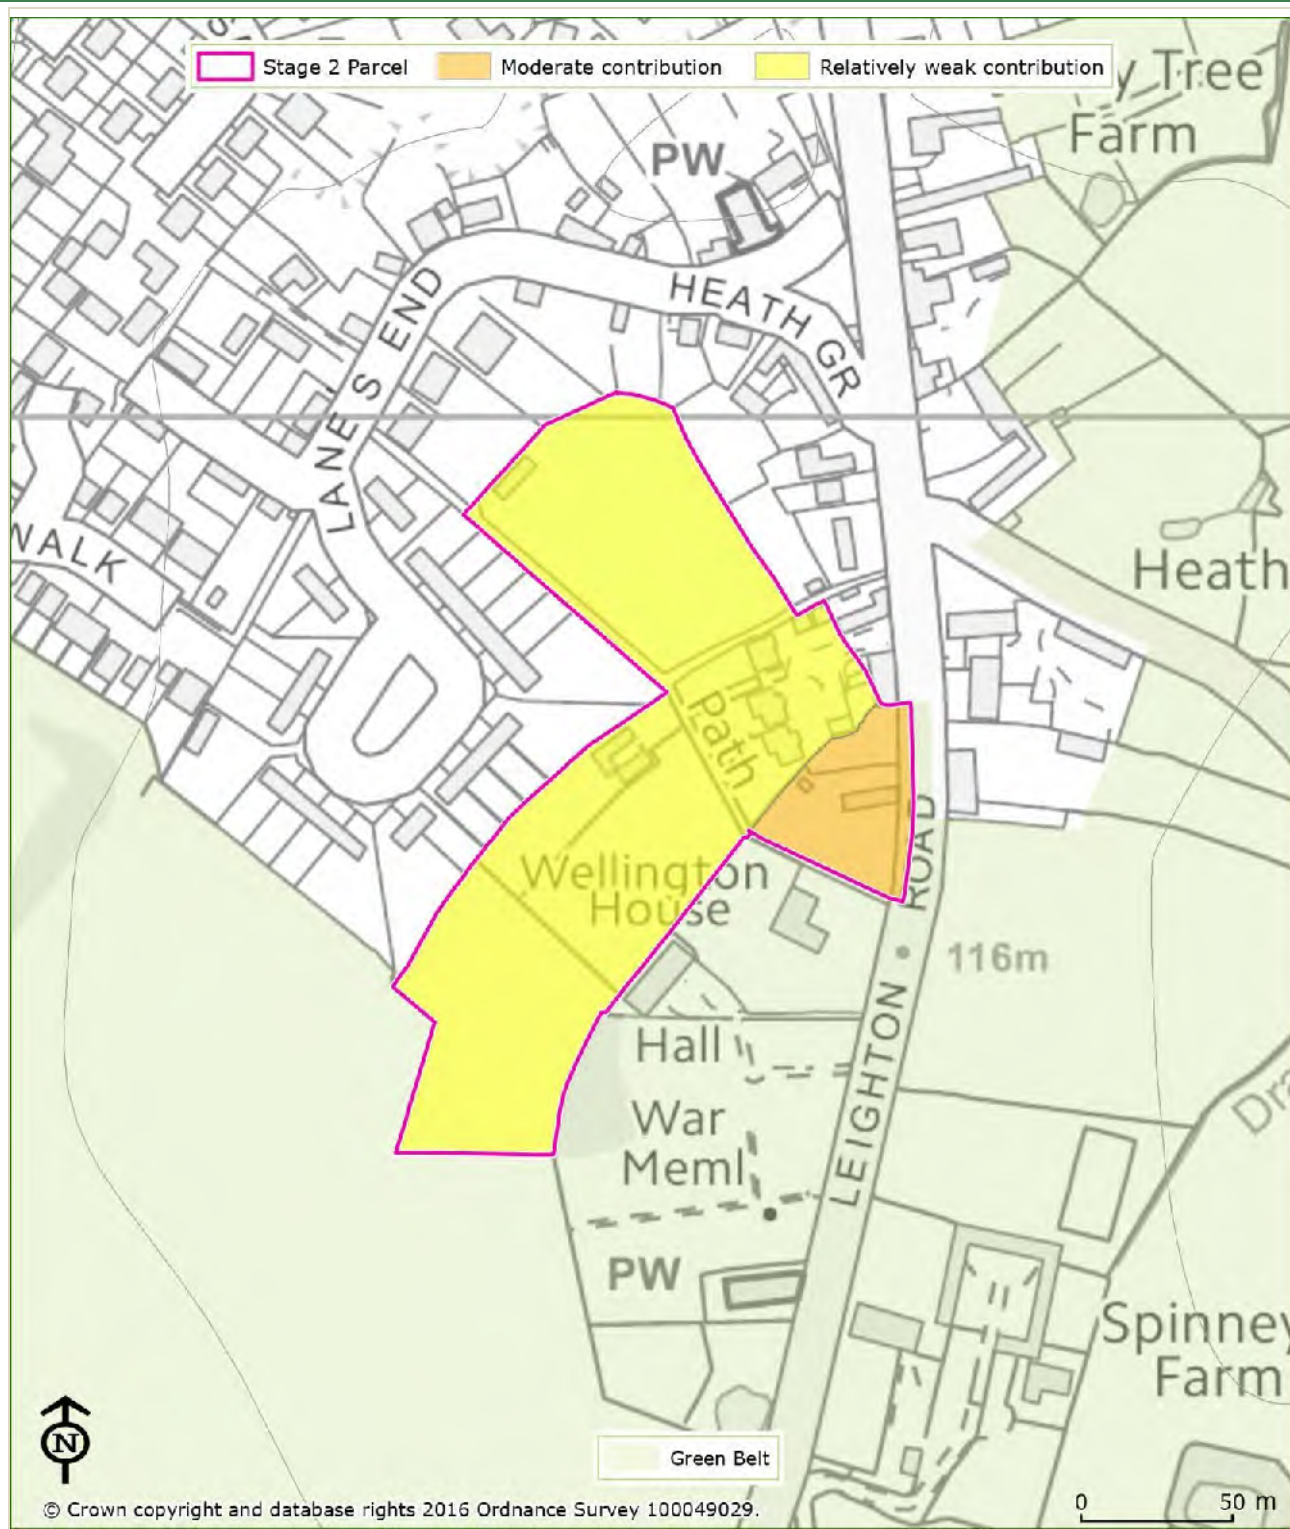 Stage 2 Parcel
Moderate contribution
Relatively weak contribution
y Tree
Farm
PW
HEATH GR
LANE'S END
WALK
Heath
Path
Wellington
House
ROAD
116m
LEIGHTON
Hall
War
Meml
PW
Spinney
Farm
Green Belt
N
© Crown copyright and database rights 2016 Ordnance Survey 100049029.
0 50 m